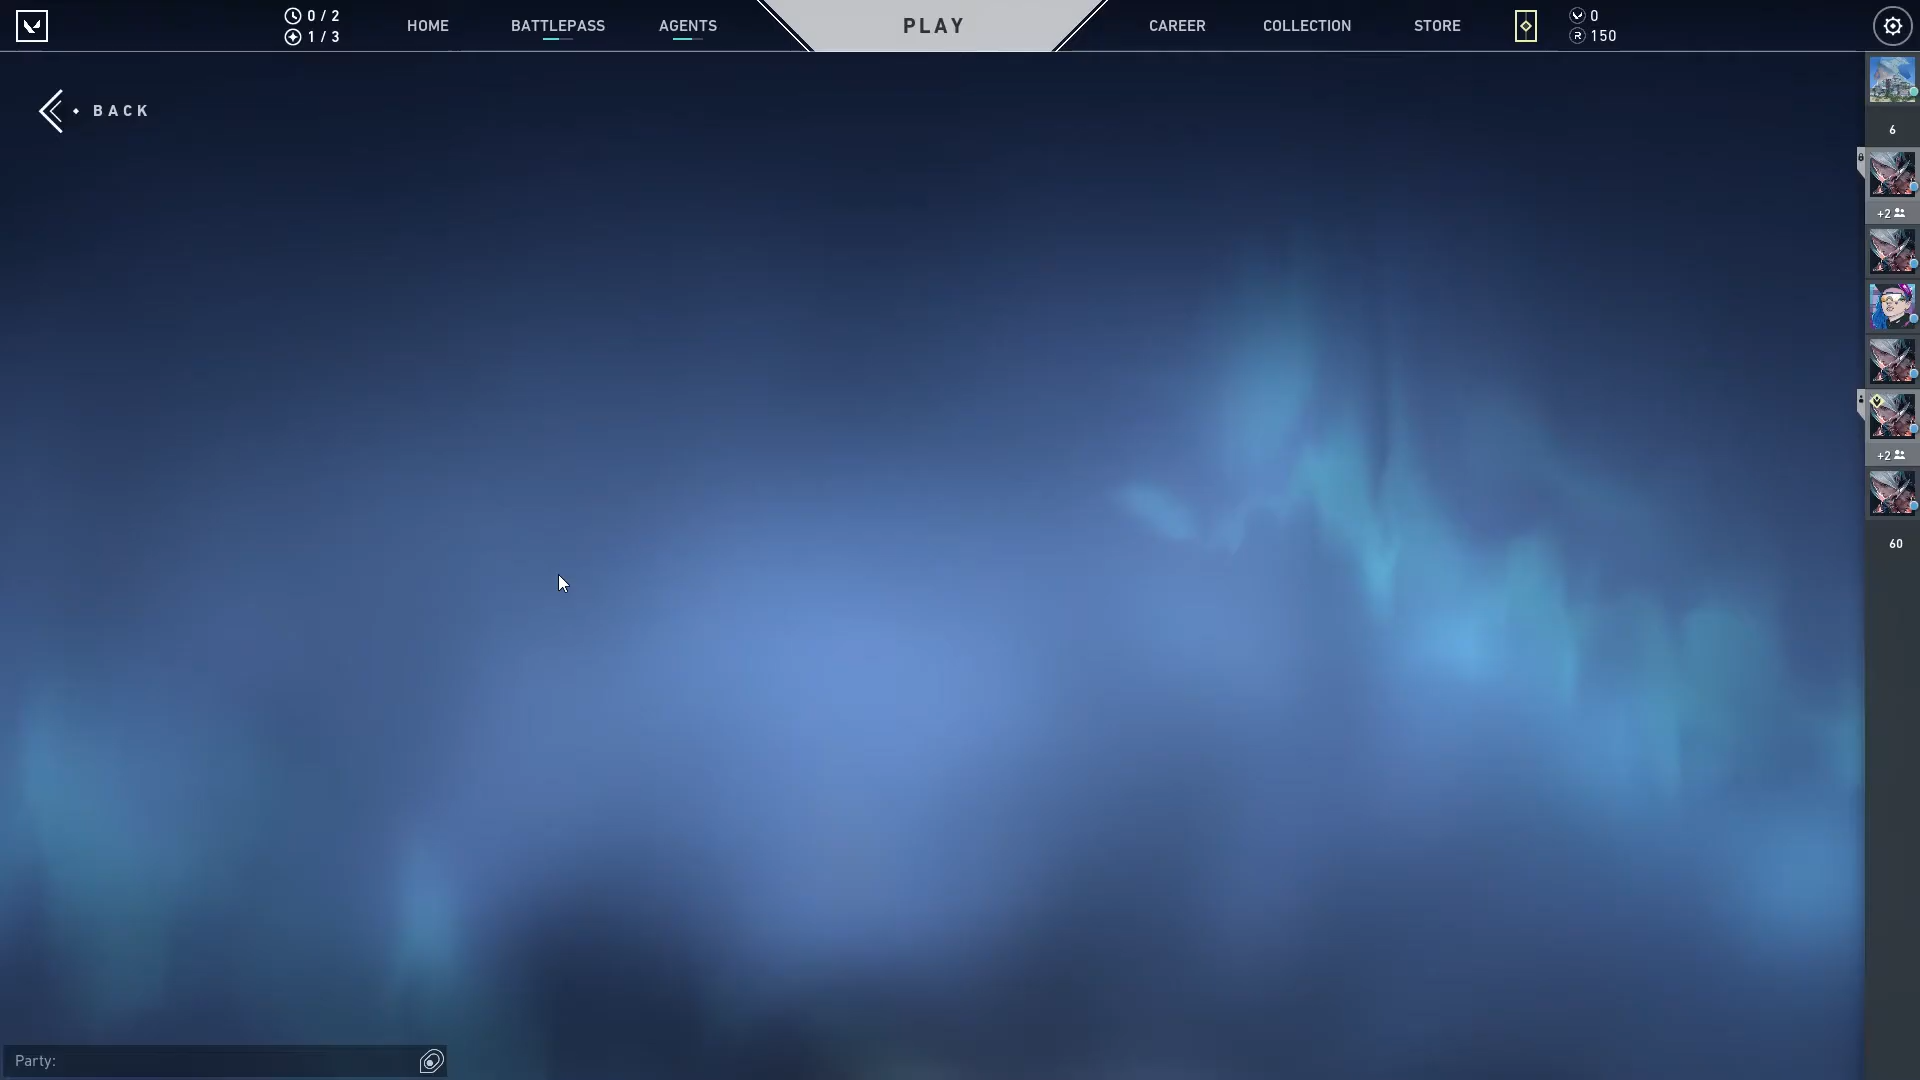 0 / 2
1 / 3
HOME
BATTLEPASS
AGENTS
PLAY
CAREER
COLLECTION
STORE
0
R 150
BACK
6
+2
+2
60
Party: